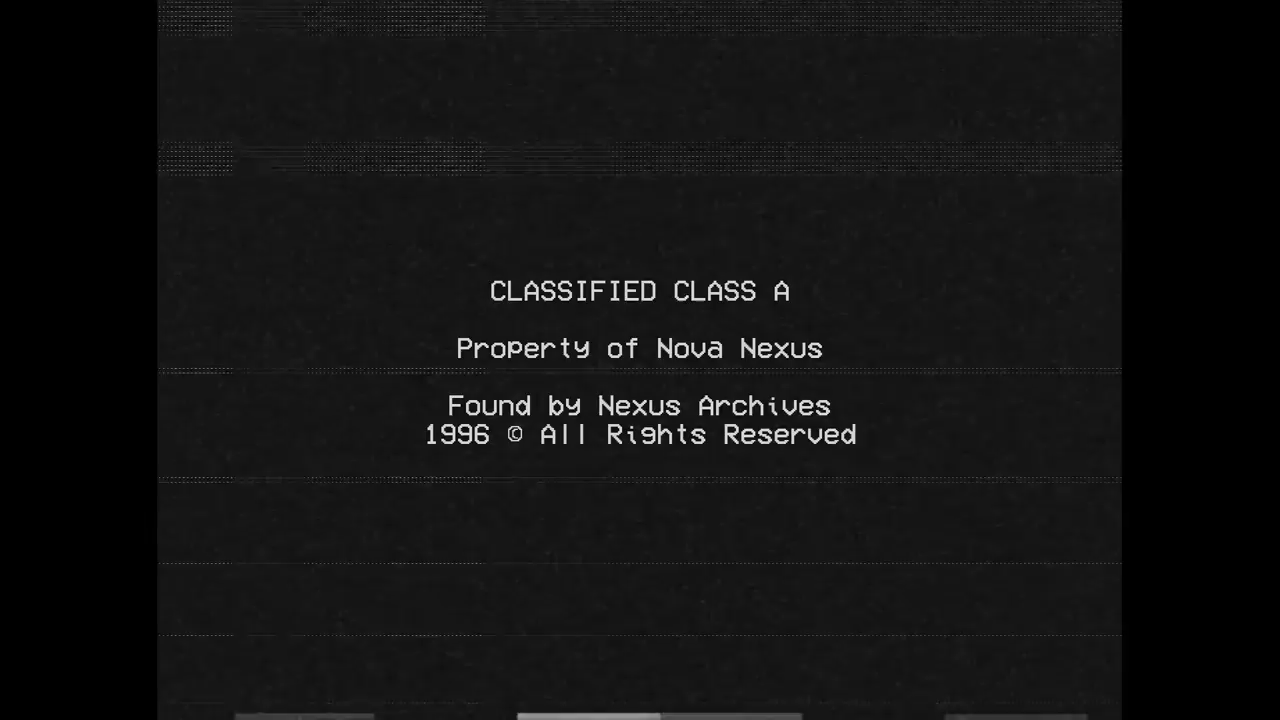 CLASSIFIED CLASS A
Property of Nova Nexus
Found by Nexus Archives
1996 © All Rights Reserved